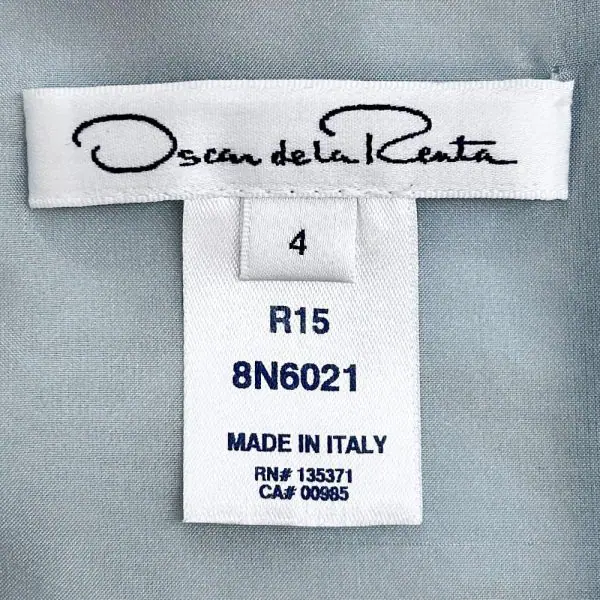 Oscar de la Renta
4
R15
8N6021
MADE IN ITALY
RN# 135371
CA# 00985